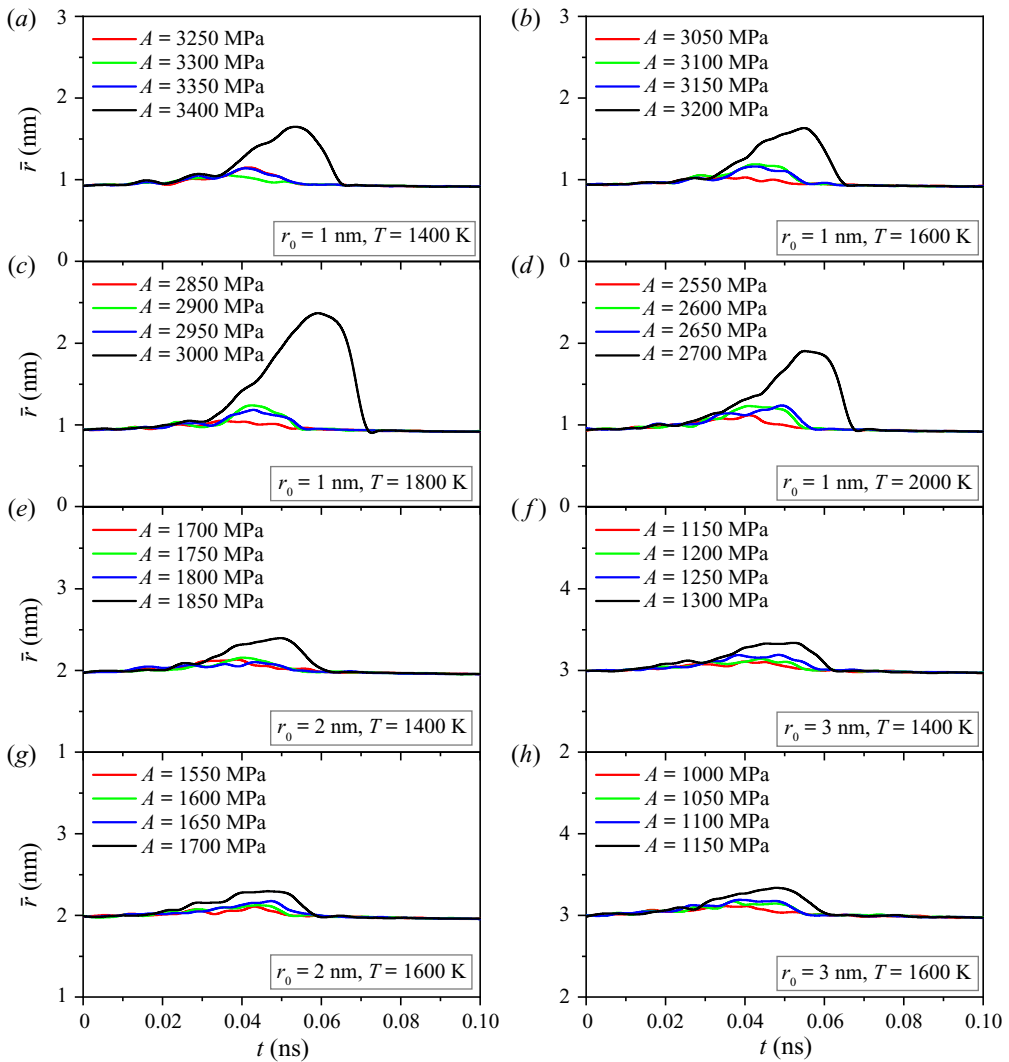 (a)
3
A = 3250 MPa
A = 3300 MPa
A = 3350 MPa
A = 3400 MPa
2
r̄ (nm)
1
r₀ = 1 nm, T = 1400 K
0
(b)
3
A = 3050 MPa
A = 3100 MPa
A = 3150 MPa
A = 3200 MPa
2
1
r₀ = 1 nm, T = 1600 K
0
(c)
A = 2850 MPa
A = 2900 MPa
A = 2950 MPa
A = 3000 MPa
2
r̄ (nm)
1
r₀ = 1 nm, T = 1800 K
0
(d)
A = 2550 MPa
A = 2600 MPa
A = 2650 MPa
A = 2700 MPa
2
1
r₀ = 1 nm, T = 2000 K
0
(e)
A = 1700 MPa
A = 1750 MPa
A = 1800 MPa
A = 1850 MPa
3
r̄ (nm)
2
r₀ = 2 nm, T = 1400 K
1
(f)
A = 1150 MPa
A = 1200 MPa
A = 1250 MPa
A = 1300 MPa
4
3
r₀ = 3 nm, T = 1400 K
2
(g)
A = 1550 MPa
A = 1600 MPa
A = 1650 MPa
A = 1700 MPa
3
r̄ (nm)
2
r₀ = 2 nm, T = 1600 K
1
0 0.02 0.04 0.06 0.08 0.10
t (ns)
(h)
A = 1000 MPa
A = 1050 MPa
A = 1100 MPa
A = 1150 MPa
4
3
r₀ = 3 nm, T = 1600 K
2
0 0.02 0.04 0.06 0.08 0.10
t (ns)